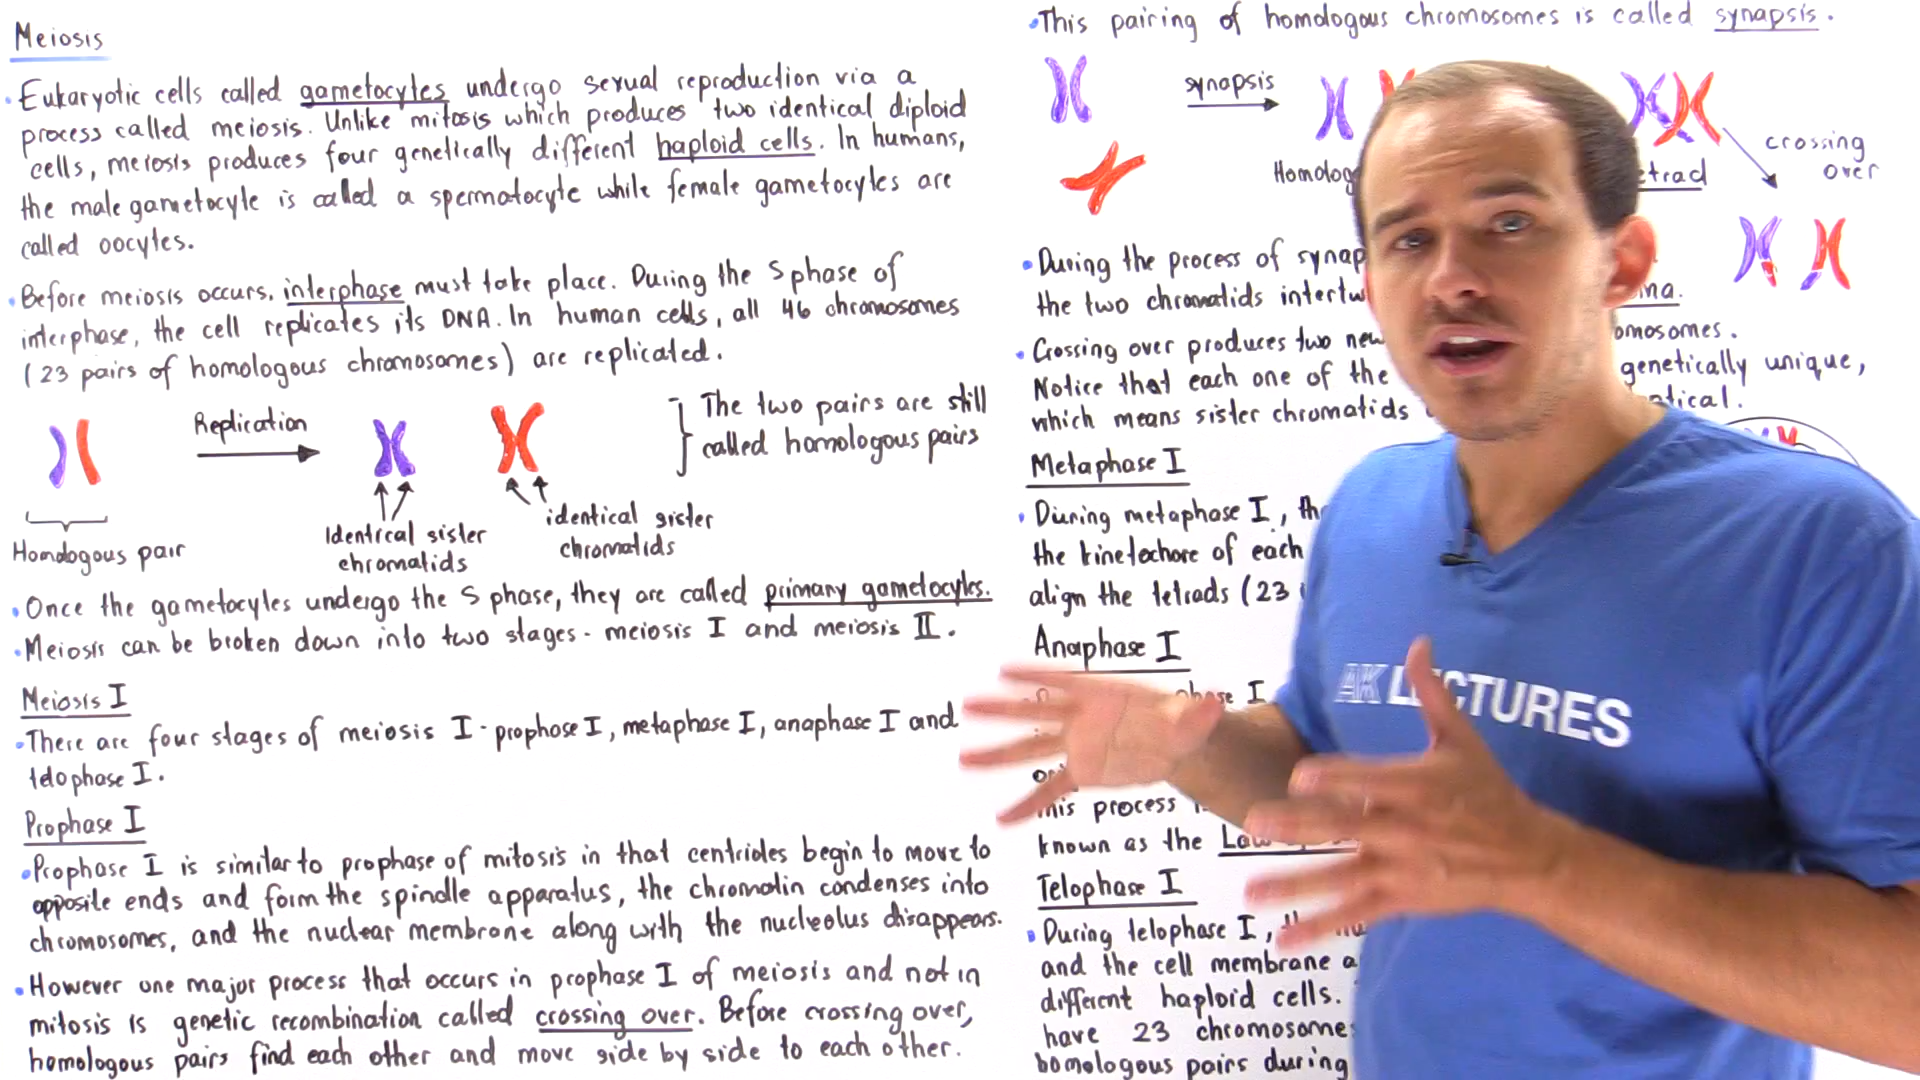 Meiosis
• Eukaryotic cells called gametocytes undergo sexual reproduction via a
process called meiosis. Unlike mitosis which produces two identical diploid
cells, meiosis produces four genetically different haploid cells. In humans,
the male gametocyte is called a spermatocyte while female gametocytes are
called oocytes.
• Before meiosis occurs, interphase must take place. During the S phase of
interphase, the cell replicates its DNA. In human cells, all 46 chromosomes
(23 pairs of homologous chromosomes) are replicated.
Replication
The two pairs are still
called homologous pairs
Homologous pair
Identical sister
chromatids
identical sister
chromatids
• Once the gametocytes undergo the S phase, they are called primary gametocytes.
• Meiosis can be broken down into two stages - meiosis I and meiosis II.
Meiosis I
• There are four stages of meiosis I - prophase I, metaphase I, anaphase I and
telophase I.
Prophase I
• Prophase I is similar to prophase of mitosis in that centrioles begin to move to
opposite ends and form the spindle apparatus, the chromatin condenses into
chromosomes, and the nuclear membrane along with the nucleolus disappears.
• However one major process that occurs in prophase I of meiosis and not in
mitosis is genetic recombination called crossing over. Before crossing over,
homologous pairs find each other and move side by side to each other.
• This pairing of homologous chromosomes is called synapsis.
synapsis
crossing
over
• During the process of
the two chromatids
• Crossing over produces two new omosomes.
Notice that each one of the genetically unique,
which means sister chromatids
Metaphase I
• During metaphase I,
the kinetochore of each
align the tetrads (23
Anaphase I
I
This process
known as the
Telophase I
• During telophase I,
and the cell membrane
different haploid cells.
have 23
homologous pairs during
AK LECTURES